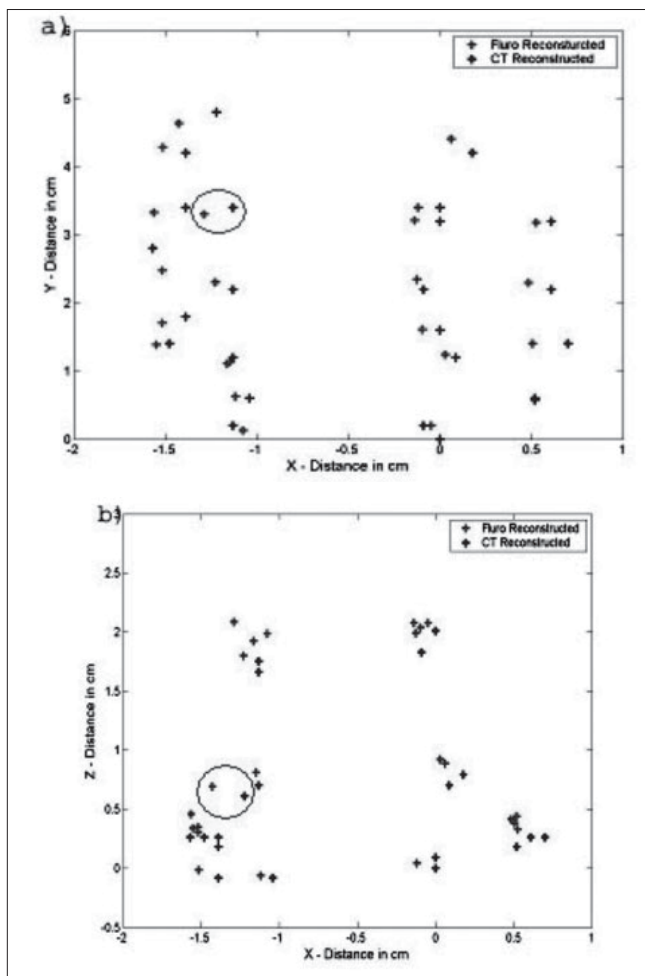 a)
6
Fluro Reconsturcted
CT Reconstructed
5
4
3
2
1
0
Y - Distance in cm
-2 -1.5 -1 -0.5 0 0.5 1
X - Distance in cm
b)
3
Fluro Reconstructed
CT Reconstructed
2.5
2
1.5
1
0.5
0
-0.5
Z - Distance in cm
-2 -1.5 -1 -0.5 0 0.5 1
X - Distance in cm